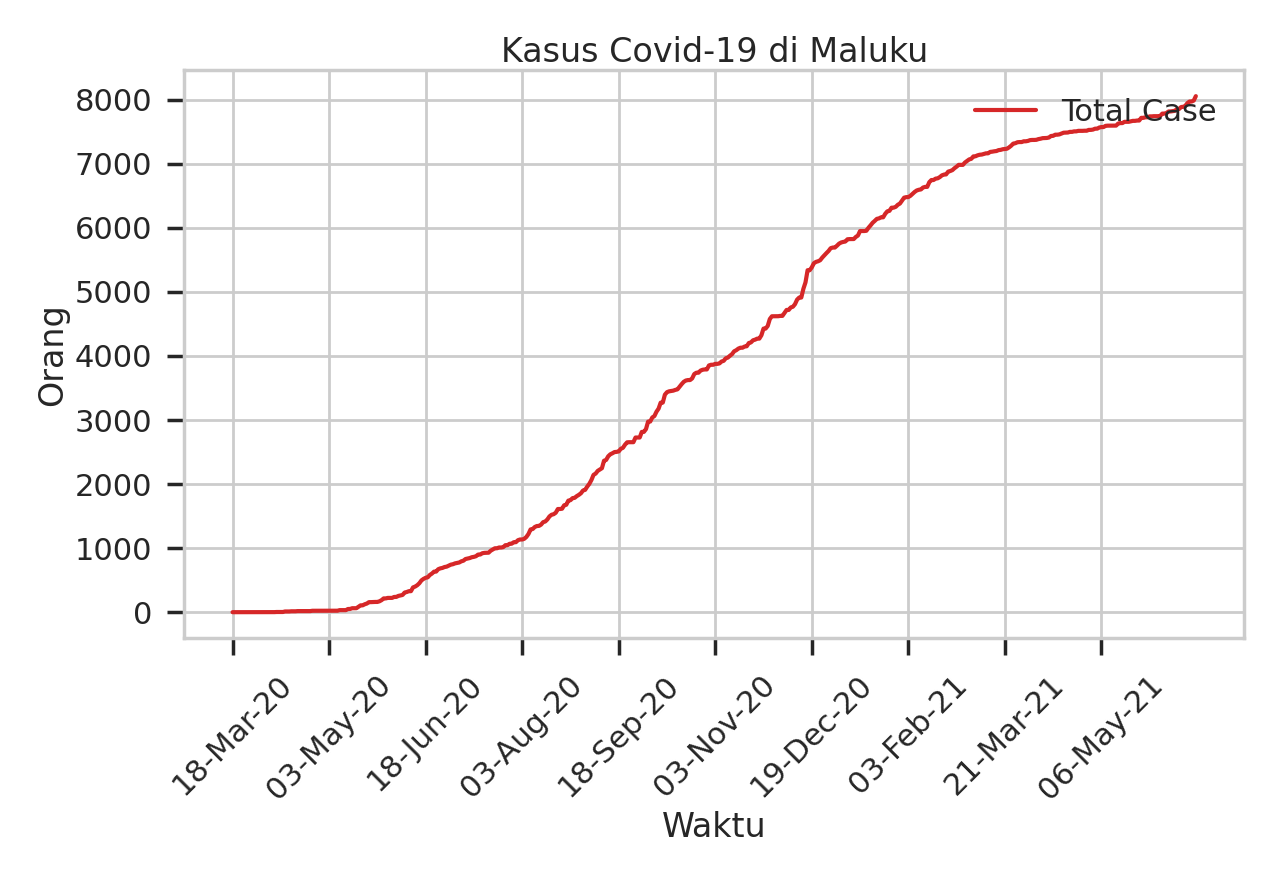 Kasus Covid-19 di Maluku
Total Case
Orang
8000
7000
6000
5000
4000
3000
2000
1000
0
18-Mar-20
03-May-20
18-Jun-20
03-Aug-20
18-Sep-20
03-Nov-20
19-Dec-20
03-Feb-21
21-Mar-21
06-May-21
Waktu